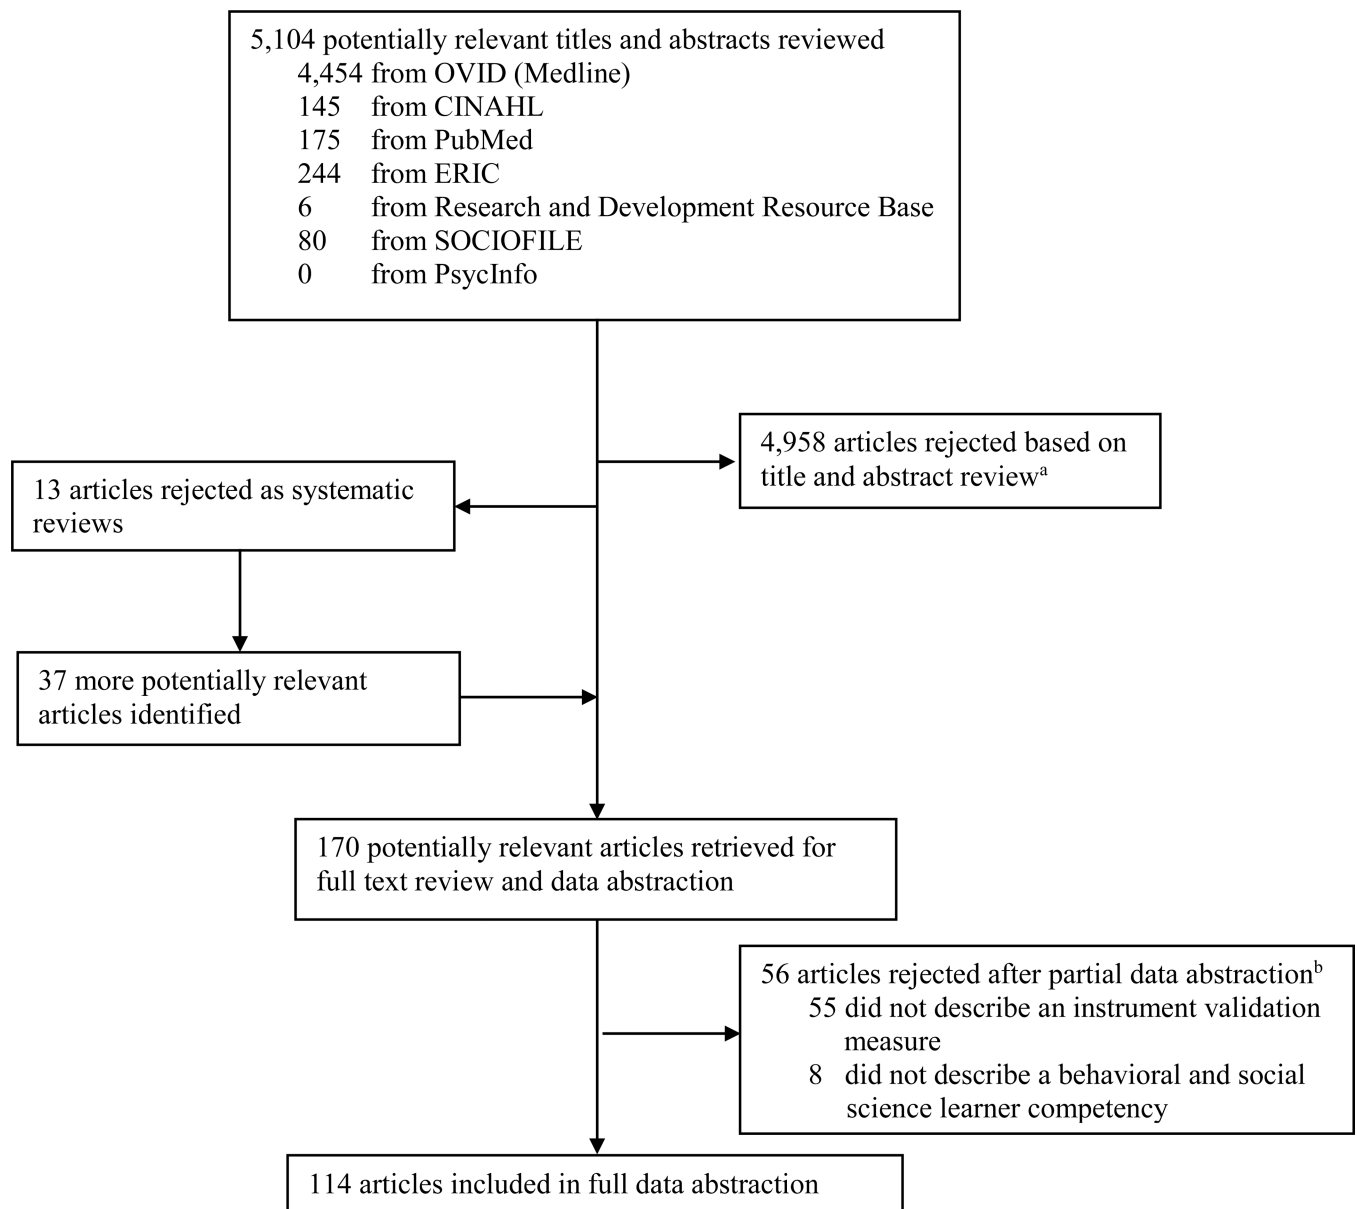 5,104 potentially relevant titles and abstracts reviewed
4,454 from OVID (Medline)
145 from CINAHL
175 from PubMed
244 from ERIC
6 from Research and Development Resource Base
80 from SOCIOFILE
0 from PsycInfo
4,958 articles rejected based on
title and abstract reviewᵃ
13 articles rejected as systematic
reviews
37 more potentially relevant
articles identified
170 potentially relevant articles retrieved for
full text review and data abstraction
56 articles rejected after partial data abstractionᵇ
55 did not describe an instrument validation
measure
8 did not describe a behavioral and social
science learner competency
114 articles included in full data abstraction